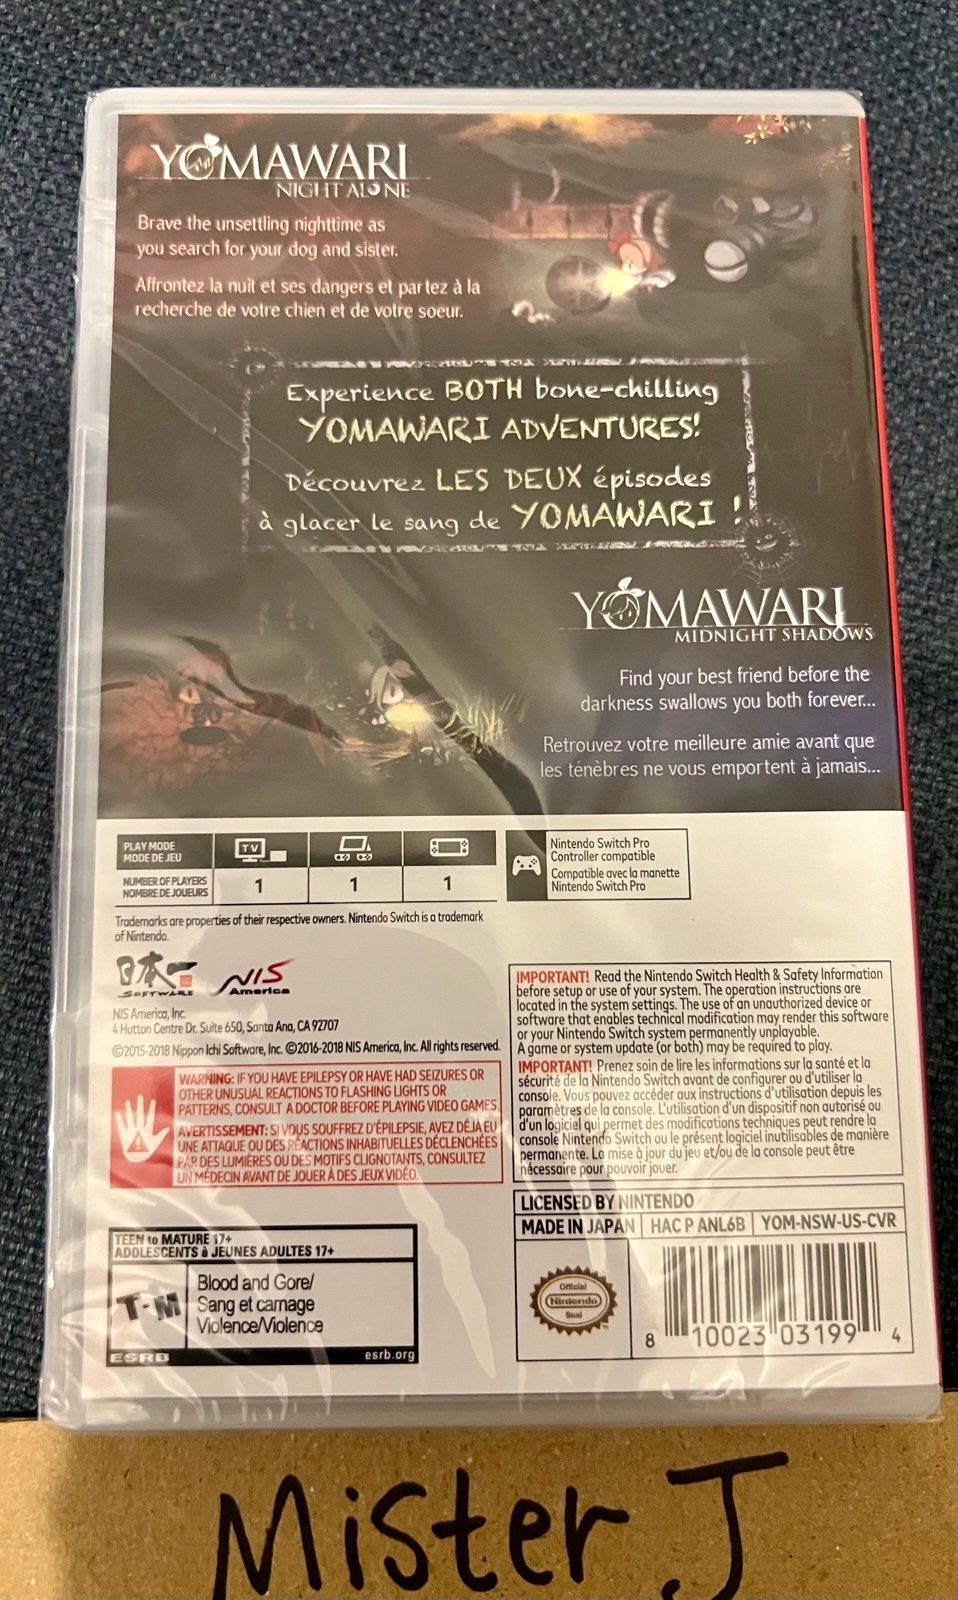 YOMAWARI
NIGHT ALONE
Brave the unsettling nighttime as
you search for your dog and sister.
Affrontez la nuit et ses dangers et partez à la
recherche de votre chien et de votre soeur.
Experience BOTH bone-chilling
YOMAWARI ADVENTURES!
Découvrez LES DEUX épisodes
à glacer le sang de YOMAWARI !
YOMAWARI
MIDNIGHT SHADOWS
Find your best friend before the
darkness swallows you both forever...
Retrouvez votre meilleure amie avant que
les ténèbres ne vous emportent à jamais...
PLAY MODE
MODE DE JEU
TV
NUMBER OF PLAYERS
NOMBRE DE JOUEURS
1 1 1
Nintendo Switch Pro
Controller compatible
Compatible avec la manette
Nintendo Switch Pro
Trademarks are properties of their respective owners. Nintendo Switch is a trademark
of Nintendo.
日本一
SOFTWARE
NIS
America
NIS America, Inc.
4 Hutton Centre Dr. Suite 650, Santa Ana, CA 92707
©2015-2018 Nippon Ichi Software, Inc. ©2016-2018 NIS America, Inc. All rights reserved.
WARNING: IF YOU HAVE EPILEPSY OR HAVE HAD SEIZURES OR
OTHER UNUSUAL REACTIONS TO FLASHING LIGHTS OR
PATTERNS, CONSULT A DOCTOR BEFORE PLAYING VIDEO GAMES.
AVERTISSEMENT: SI VOUS SOUFFREZ D'ÉPILEPSIE, AVEZ DÉJÀ EU
UNE ATTAQUE OU DES RÉACTIONS INHABITUELLES DÉCLENCHÉES
PAR DES LUMIÈRES OU DES MOTIFS CLIGNOTANTS, CONSULTEZ
UN MÉDECIN AVANT DE JOUER À DES JEUX VIDÉO.
IMPORTANT! Read the Nintendo Switch Health & Safety Information
before setup or use of your system. The operation instructions are
located in the system settings. The use of an unauthorized device or
software that enables technical modification may render this software
or your Nintendo Switch system permanently unplayable.
A game or system update (or both) may be required to play.
IMPORTANT! Prenez soin de lire les informations sur la santé et la
sécurité de la Nintendo Switch avant de configurer ou d'utiliser la
console. Vous pouvez accéder aux instructions d'utilisation depuis les
paramètres de la console. L'utilisation d'un dispositif non autorisé ou
d'un logiciel qui permet des modifications techniques peut rendre la
console Nintendo Switch ou le présent logiciel inutilisables de manière
permanente. La mise à jour du jeu et/ou de la console peut être
nécessaire pour pouvoir jouer.
TEEN to MATURE 17+
ADOLESCENTS à JEUNES ADULTES 17+
T-M
Blood and Gore/
Sang et carnage
Violence/Violence
ESRB
esrb.org
LICENSED BY NINTENDO
MADE IN JAPAN HAC P ANL6B YOM-NSW-US-CVR
Official
Nintendo
Seal
8 10023 03199 4
Mister J